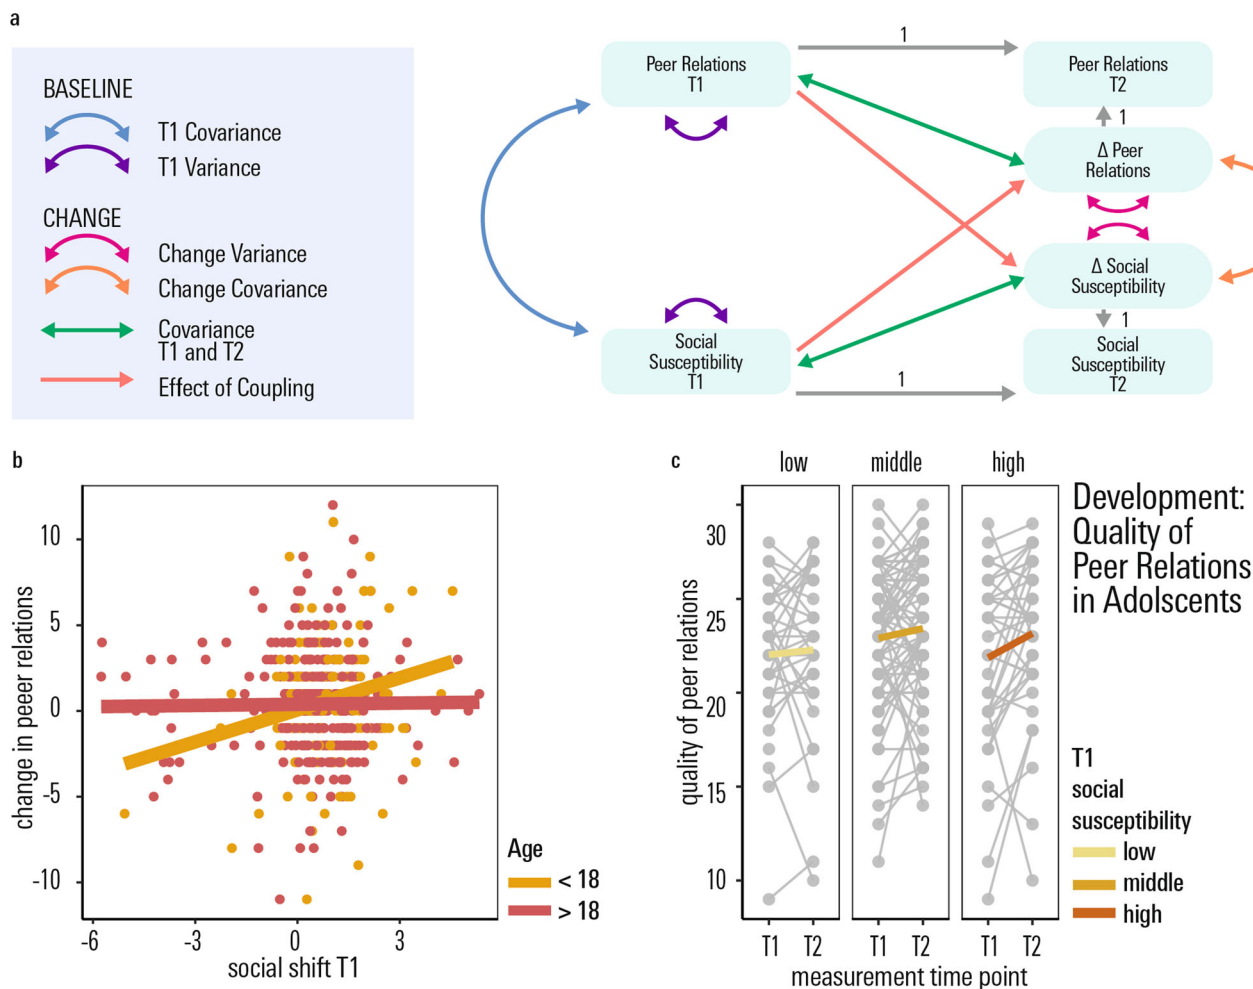 a
BASELINE
T1 Covariance
T1 Variance
CHANGE
Change Variance
Change Covariance
Covariance
T1 and T2
Effect of Coupling
Peer Relations
T1
1
Peer Relations
T2
1
Δ Peer
Relations
Δ Social
Susceptibility
1
Social
Susceptibility
T1
1
Social
Susceptibility
T2
b
change in peer relations
10
5
0
-5
-10
-6
-3
0
3
social shift T1
Age
< 18
> 18
c
low
middle
high
quality of peer relations
30
25
20
15
10
T1 T2
T1 T2
T1 T2
measurement time point
Development:
Quality of
Peer Relations
in Adolscents
T1
social
susceptibility
low
middle
high